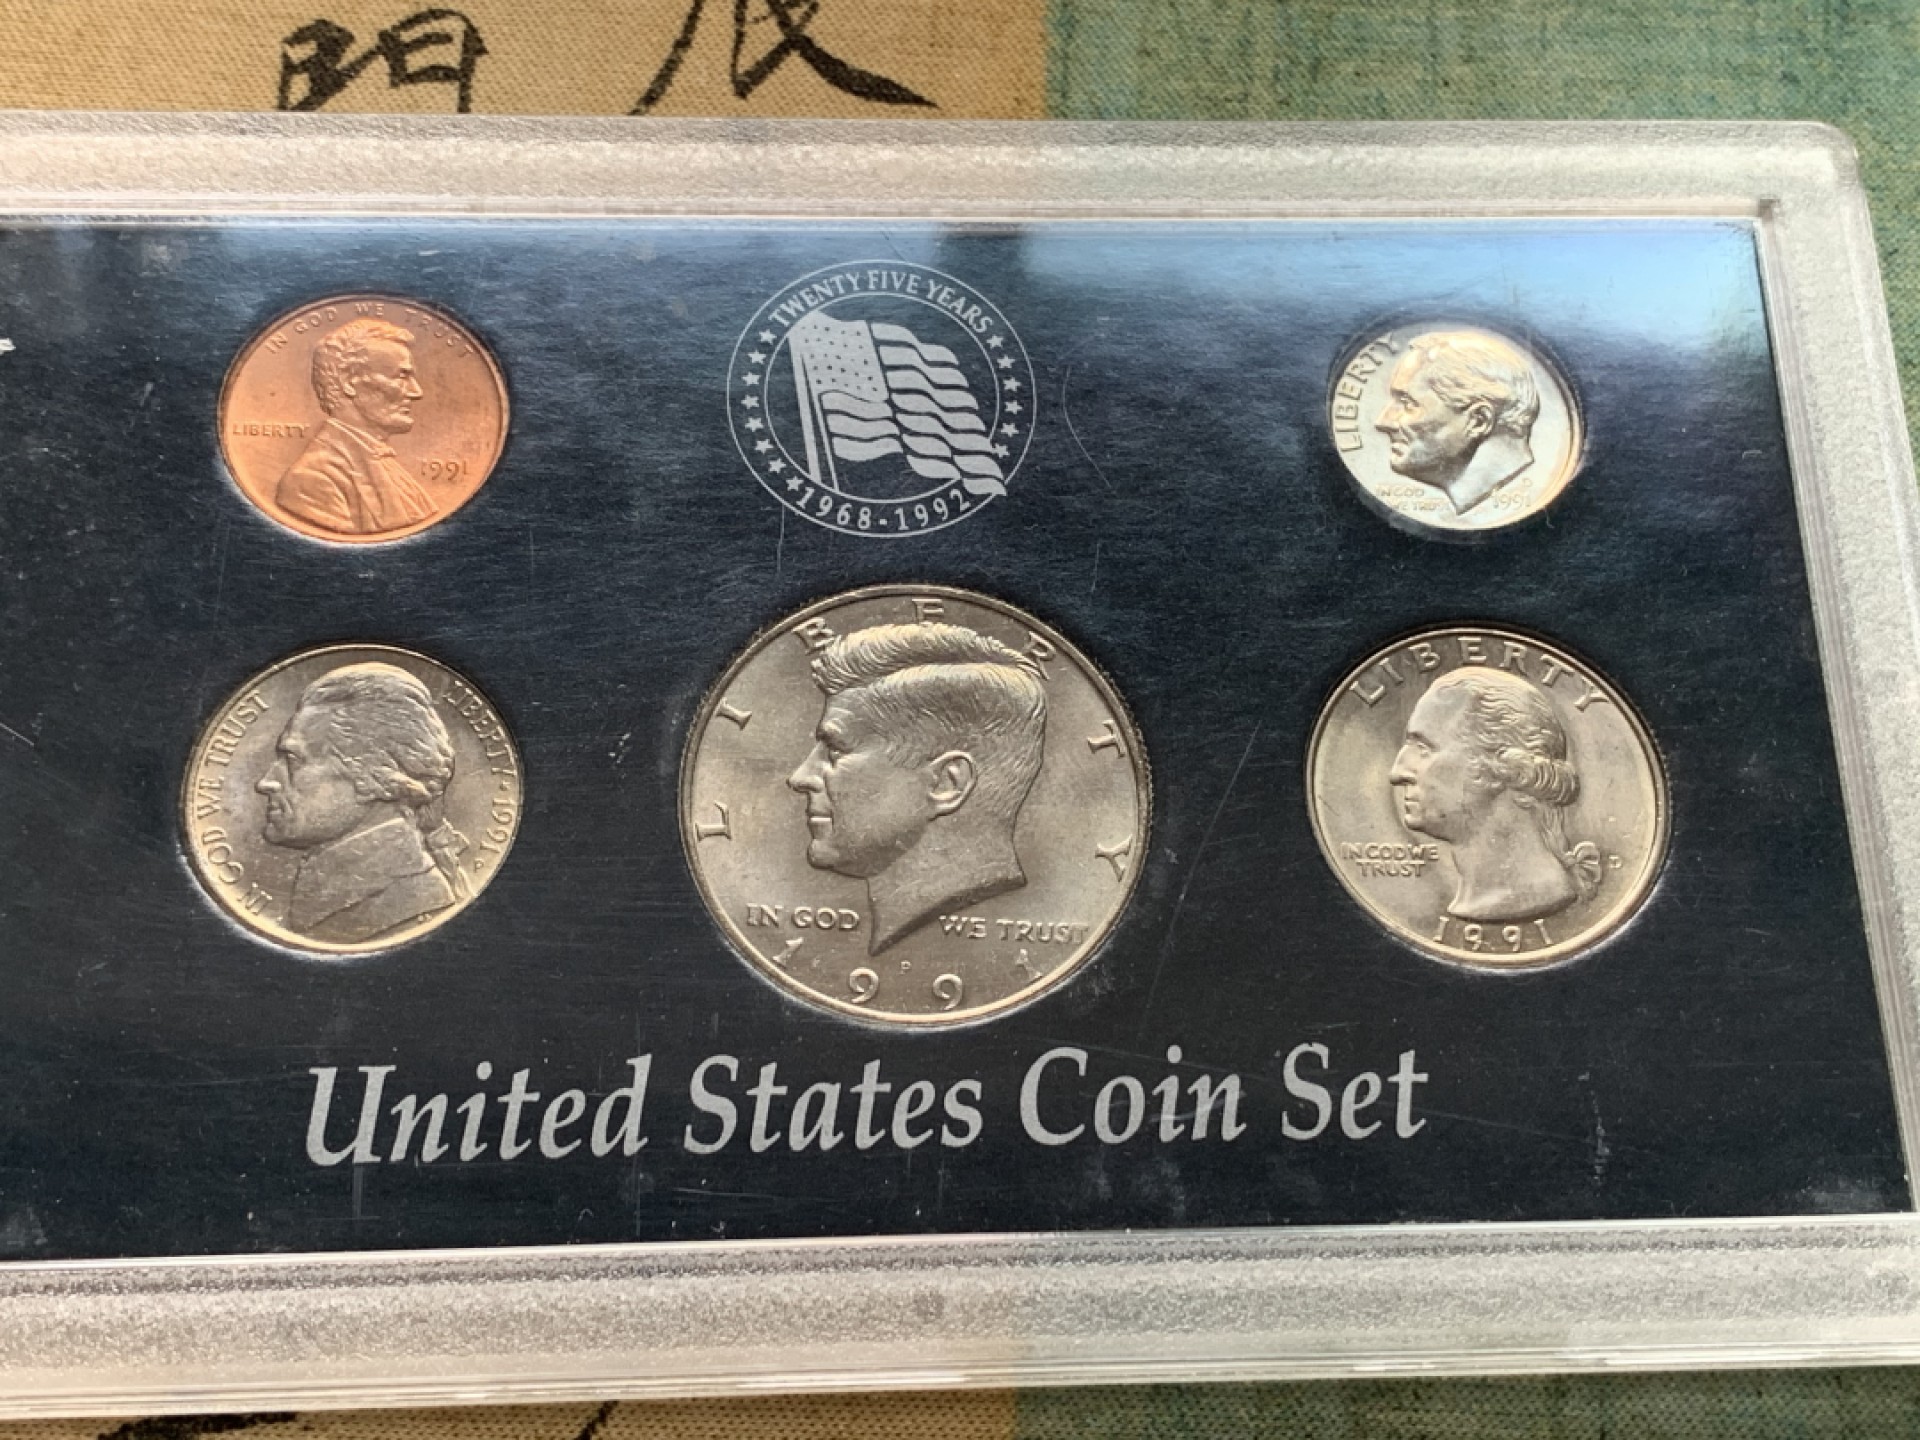 IN GOD WE TRUST
LIBERTY
1991
TWENTY FIVE YEARS
1968-1992
LIBERTY
IN GOD
WE TRUST
1991
IN GOD WE TRUST
LIBERTY · 1991
LIBERTY
IN GOD WE TRUST
P
1991
LIBERTY
IN GOD WE
TRUST
D
1991
United States Coin Set